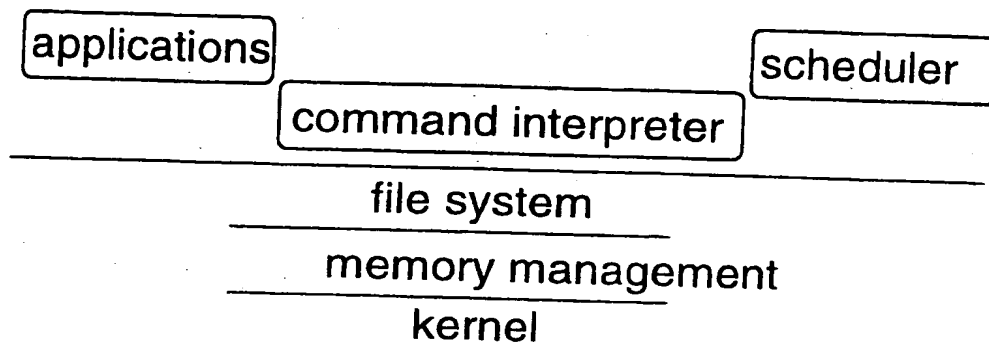 applications
scheduler
command interpreter
file system
memory management
kernel